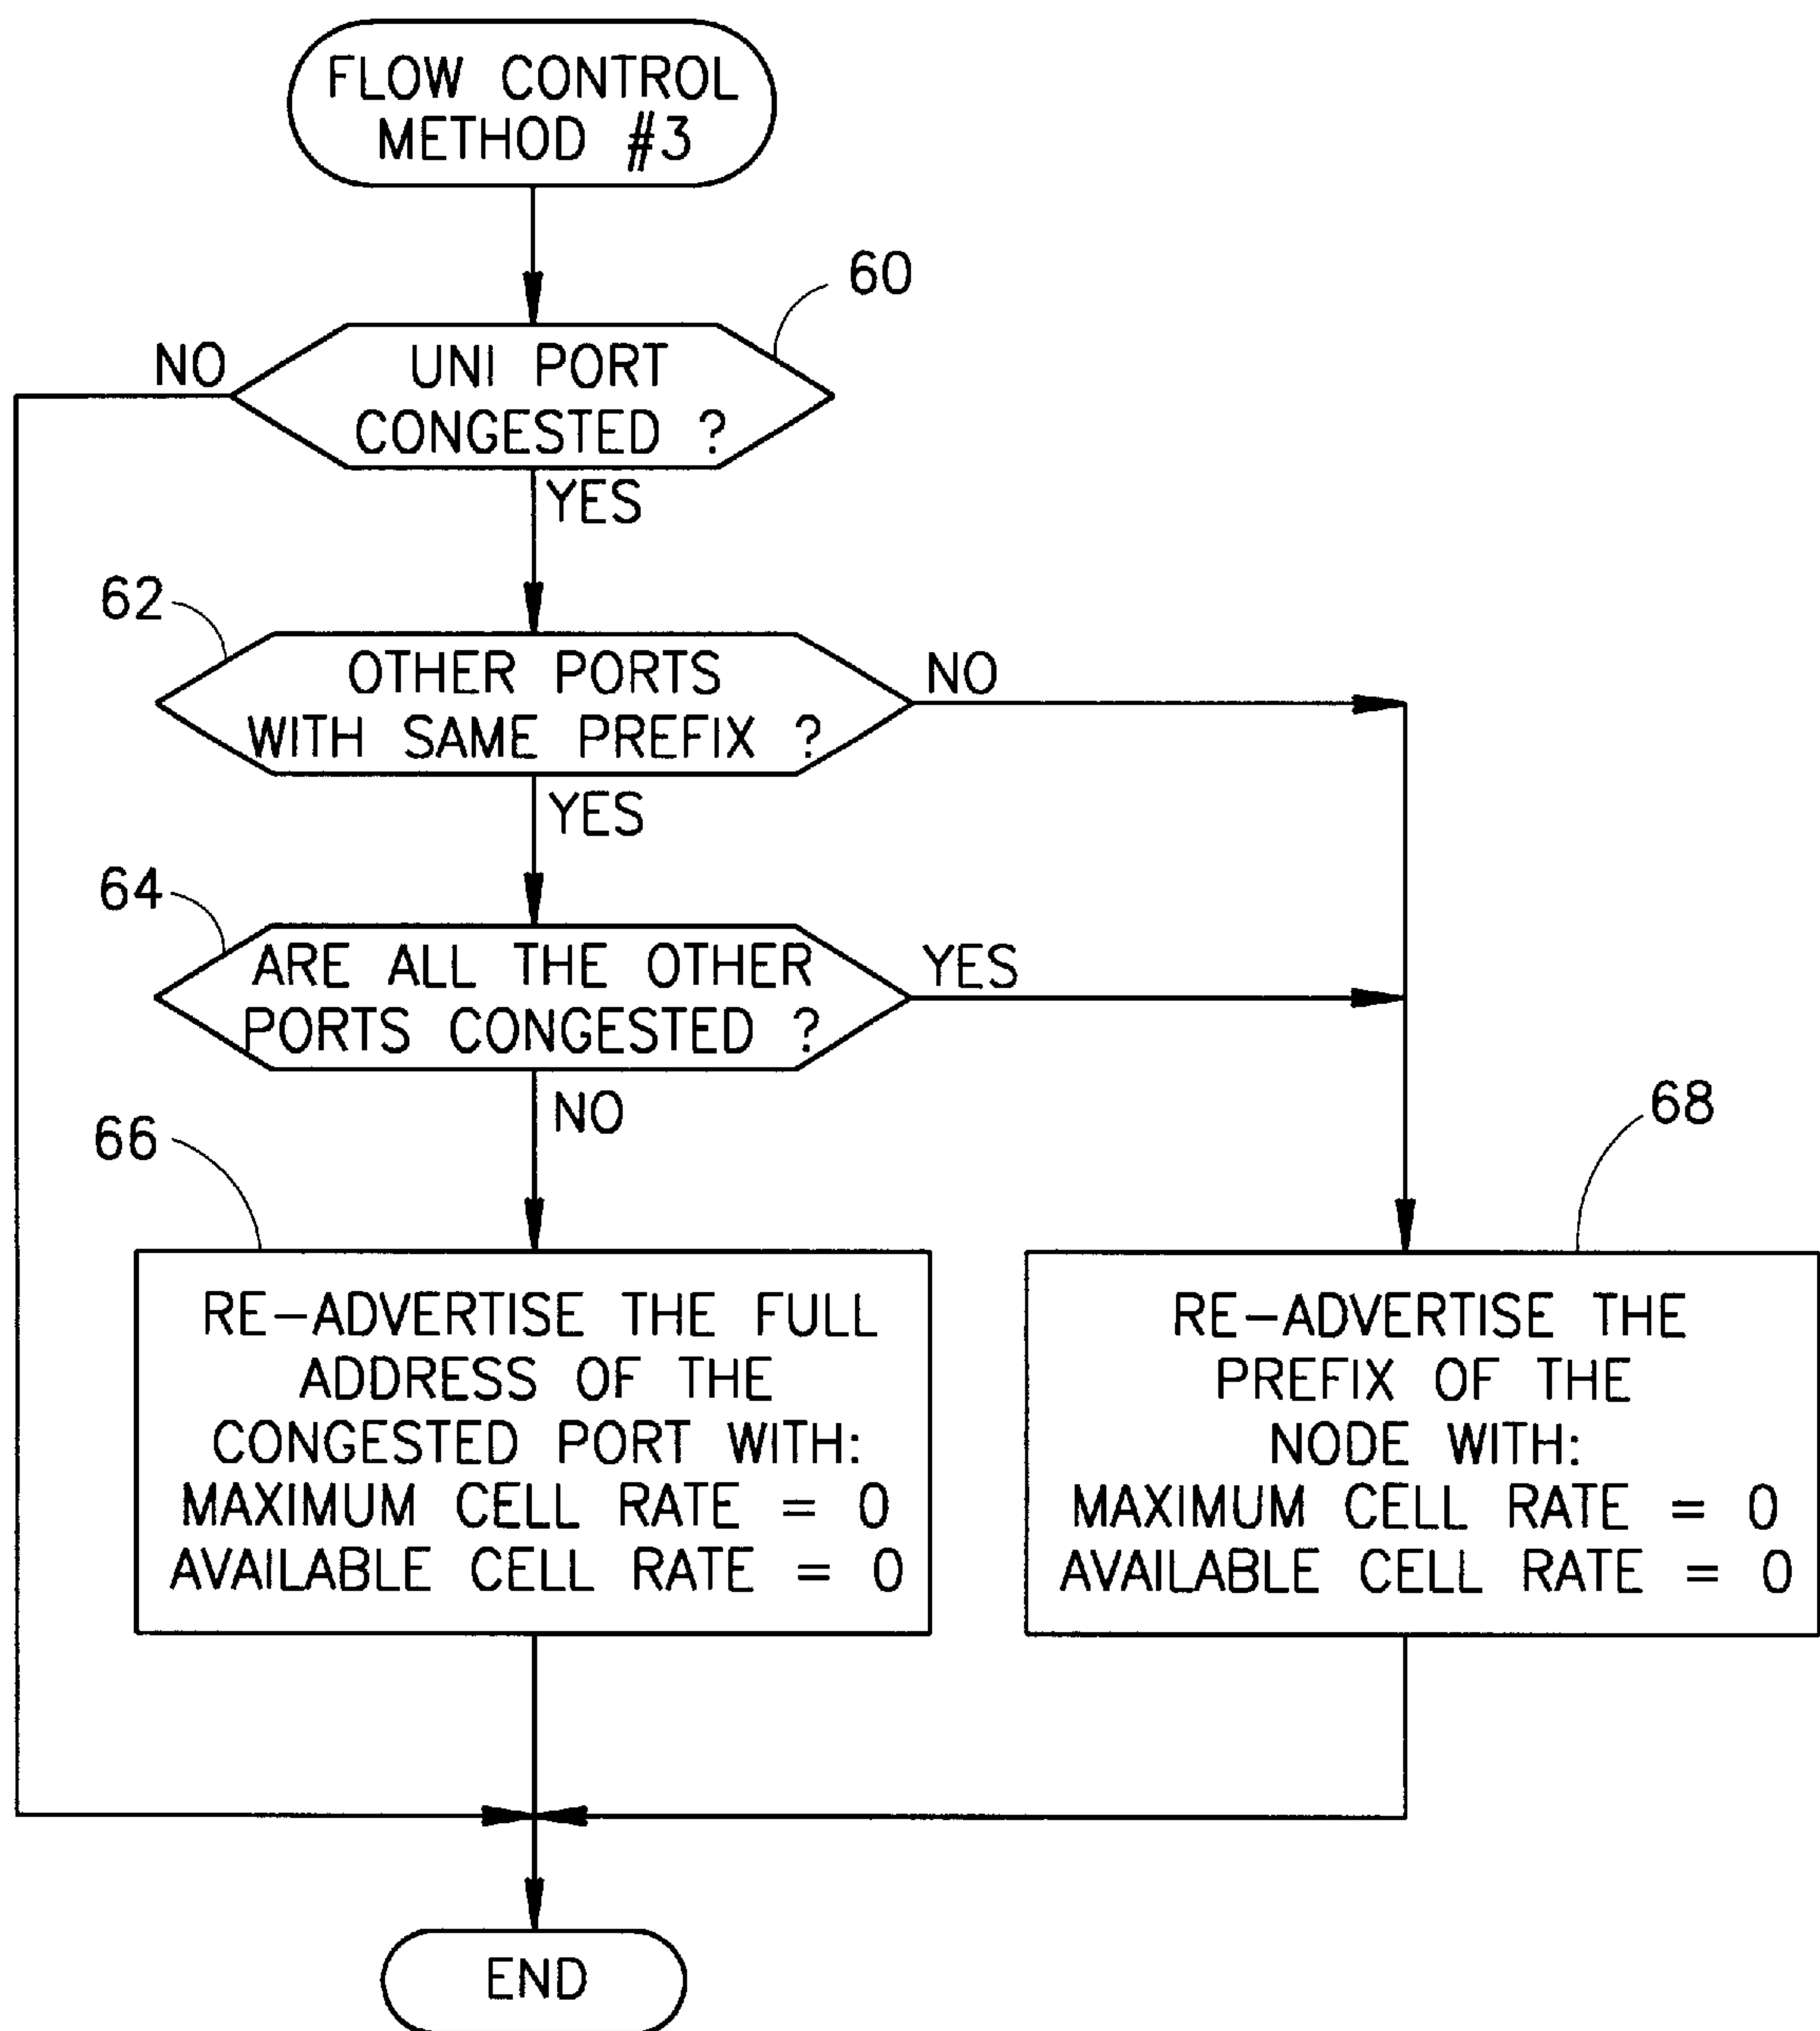 FLOW CONTROL
METHOD #3
60
NO
UNI PORT
CONGESTED ?
YES
62
OTHER PORTS
WITH SAME PREFIX ?
NO
YES
64
ARE ALL THE OTHER
PORTS CONGESTED ?
YES
NO
66
68
RE-ADVERTISE THE FULL
ADDRESS OF THE
CONGESTED PORT WITH:
MAXIMUM CELL RATE = 0
AVAILABLE CELL RATE = 0
RE-ADVERTISE THE
PREFIX OF THE
NODE WITH:
MAXIMUM CELL RATE = 0
AVAILABLE CELL RATE = 0
END